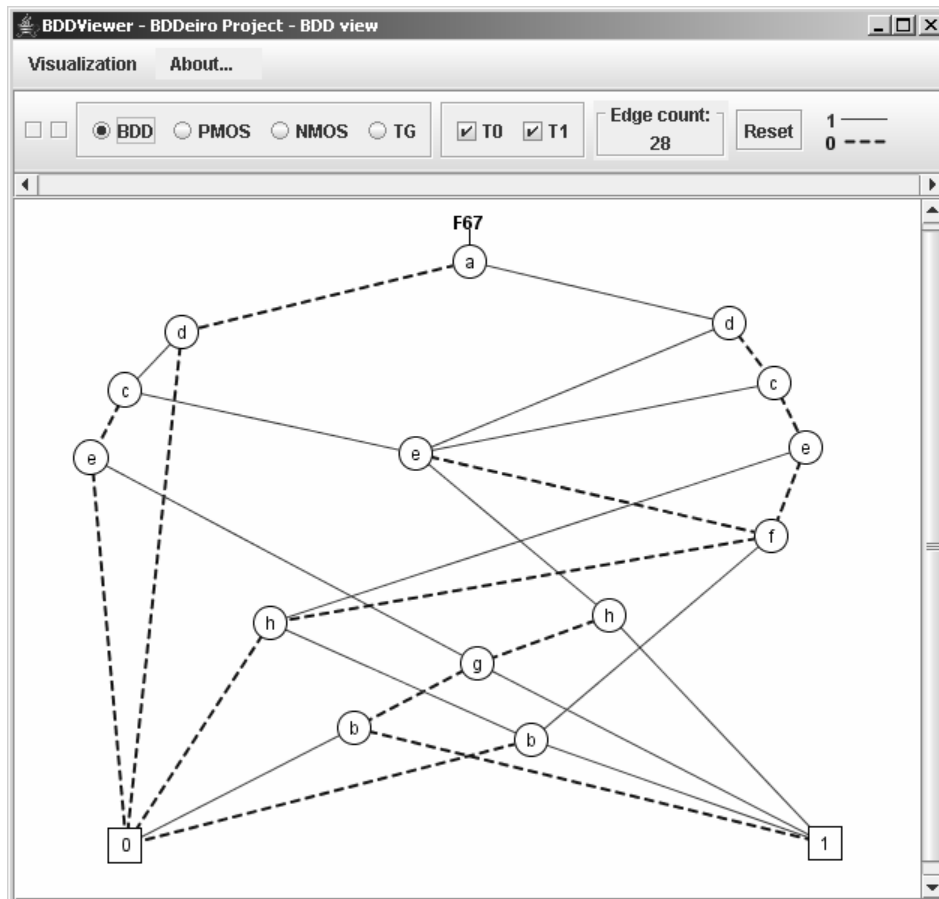 BDDViewer - BDDeiro Project - BDD view
Visualization About...
BDD PMOS NMOS TG T0 T1 Edge count: 28 Reset
1
0
F67
a
d d
c c
e e e
f
h h
g
b b
0 1